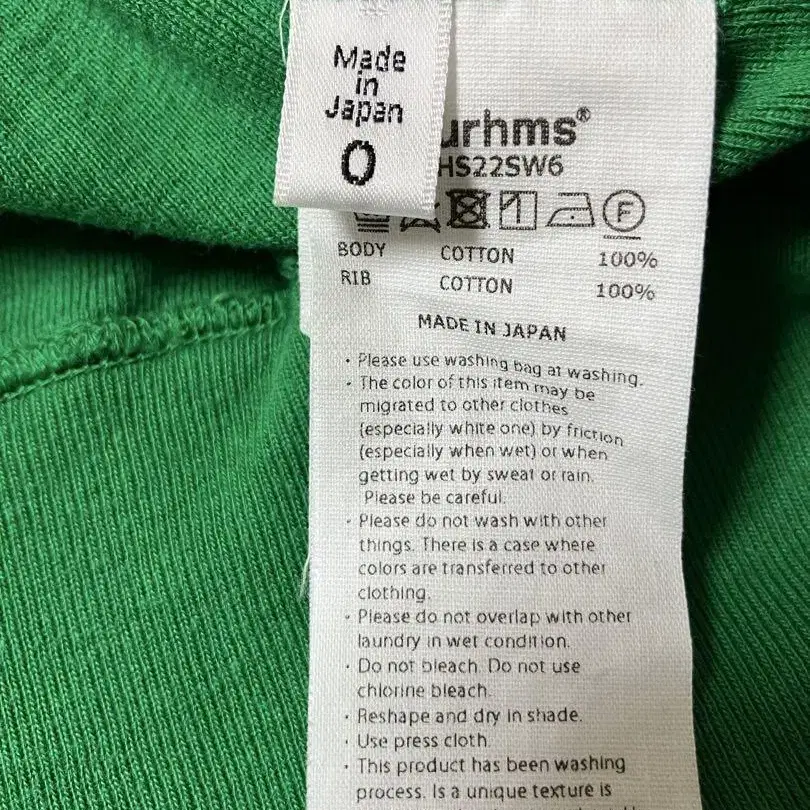 Made
in
Japan
0
urhms®
HS22SW6
F
BODY COTTON 100%
RIB COTTON 100%
MADE IN JAPAN
· Please use washing bag at washing.
· The color of this item may be
migrated to other clothes
(especially white one) by friction
(especially when wet) or when
getting wet by sweat or rain.
Please be careful.
· Please do not wash with other
things. There is a case where
colors are transferred to other
clothing.
· Please do not overlap with other
laundry in wet condition.
· Do not bleach. Do not use
chlorine bleach.
· Reshape and dry in shade.
· Use press cloth.
· This product has been washing
process. Is a unique texture is